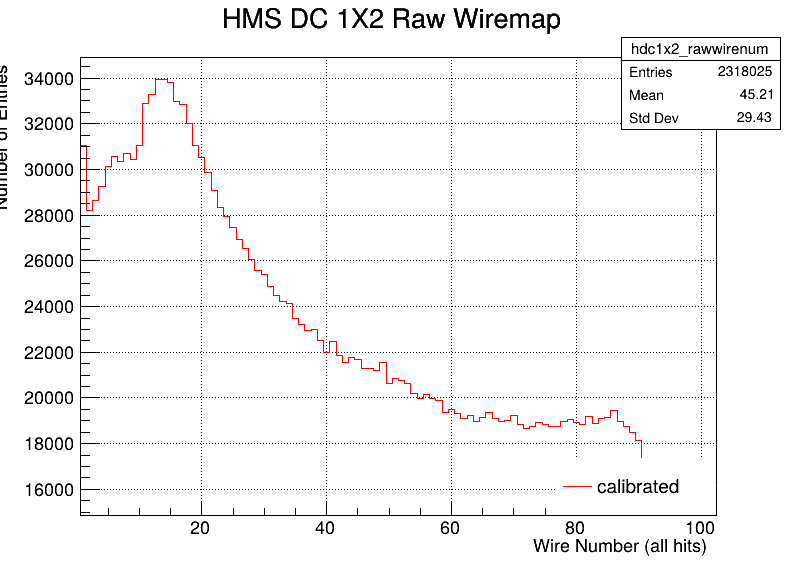 HMS DC 1X2 Raw Wiremap
hdc1x2_rawwirenum
Entries 2318025
Mean 45.21
Std Dev 29.43
Number of Entries
34000
32000
30000
28000
26000
24000
22000
20000
18000
16000
calibrated
20 40 60 80 100
Wire Number (all hits)